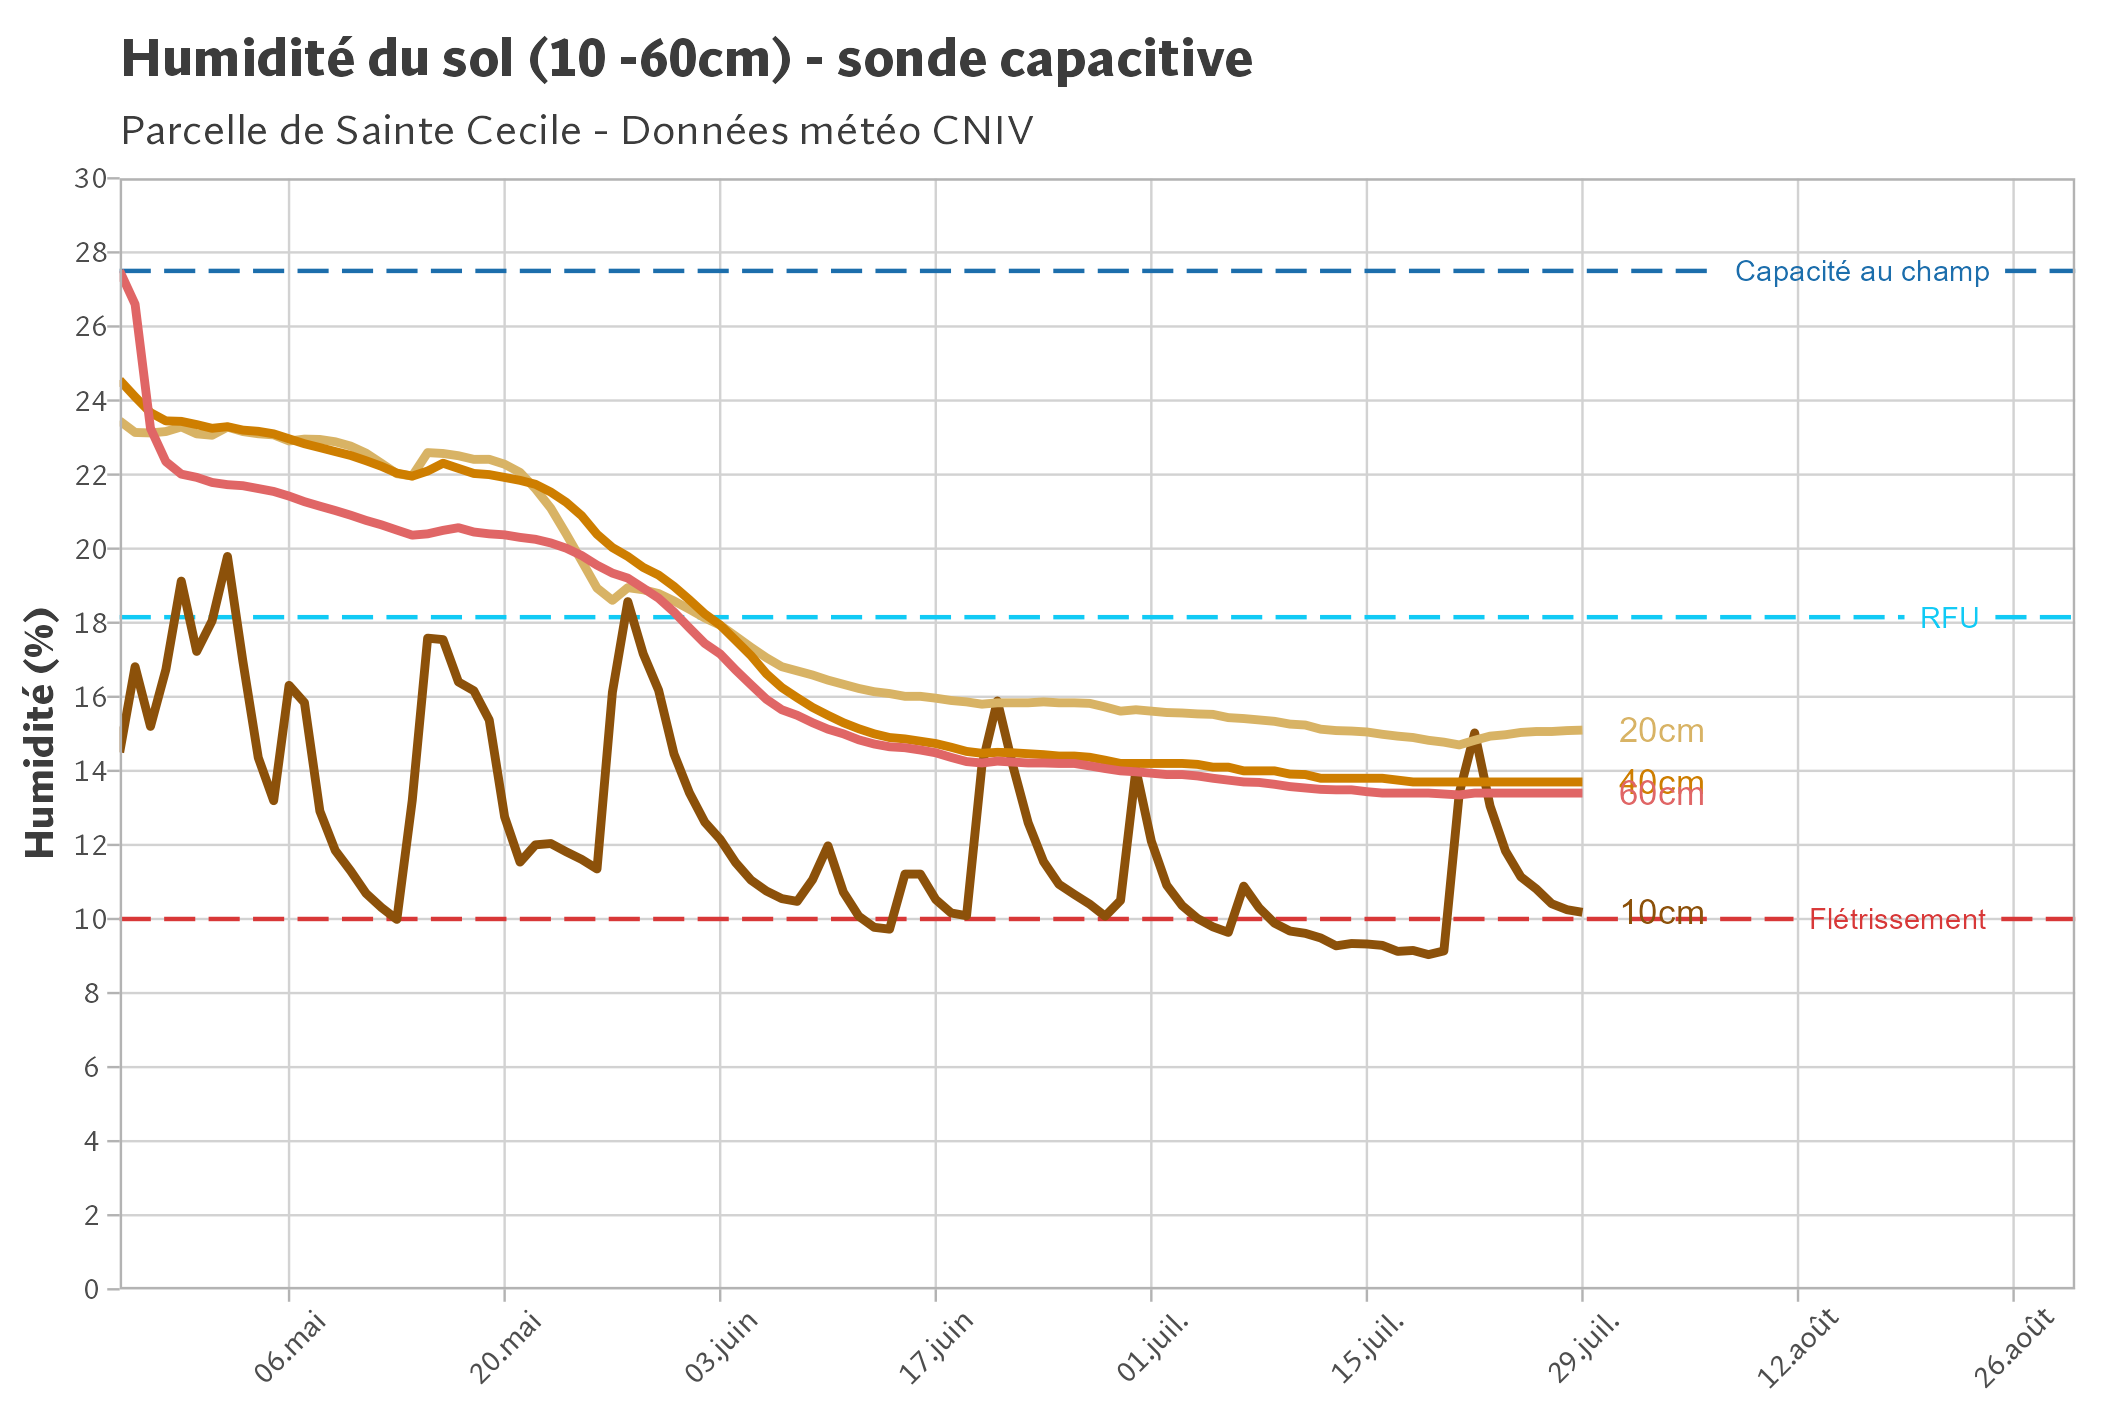 Humidité du sol (10 -60cm) - sonde capacitive
Parcelle de Sainte Cecile - Données météo CNIV
Humidité (%)
30
28
26
24
22
20
18
16
14
12
10
8
6
4
2
0
Capacité au champ
RFU
20cm
40cm
60cm
10cm
Flétrissement
06.mai
20.mai
03.juin
17.juin
01.juil.
15.juil.
29.juil.
12.août
26.août